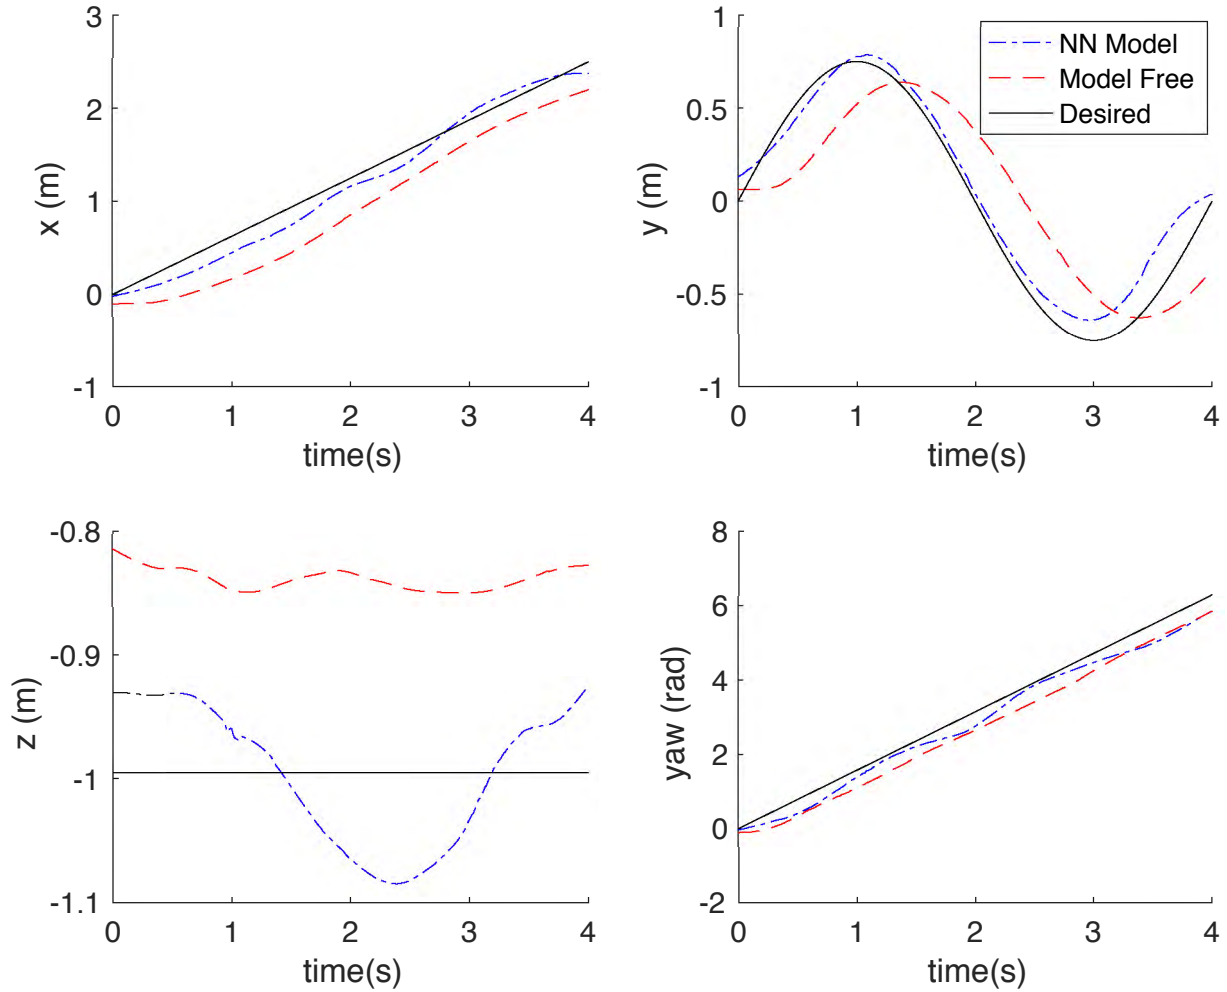 3
2
1
0
-1
x (m)
0 1 2 3 4
time(s)
1
0.5
0
-0.5
-1
y (m)
0 1 2 3 4
time(s)
NN Model
Model Free
Desired
-0.8
-0.9
-1
-1.1
z (m)
0 1 2 3 4
time(s)
8
6
4
2
0
-2
yaw (rad)
0 1 2 3 4
time(s)